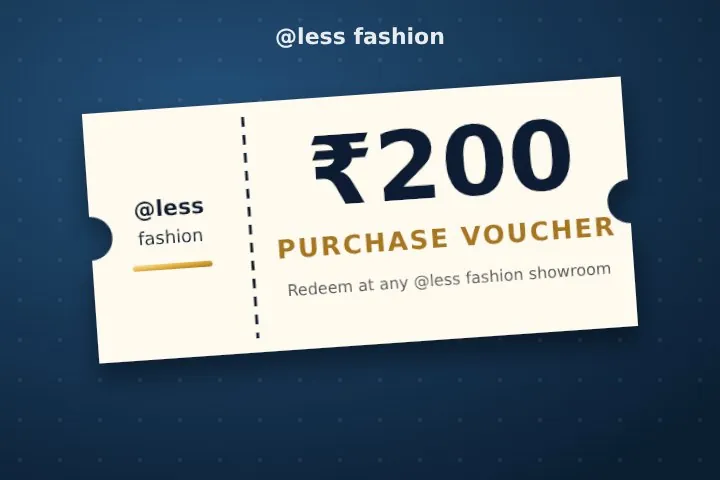 @less fashion
@less
fashion
₹200
PURCHASE VOUCHER
Redeem at any @less fashion showroom